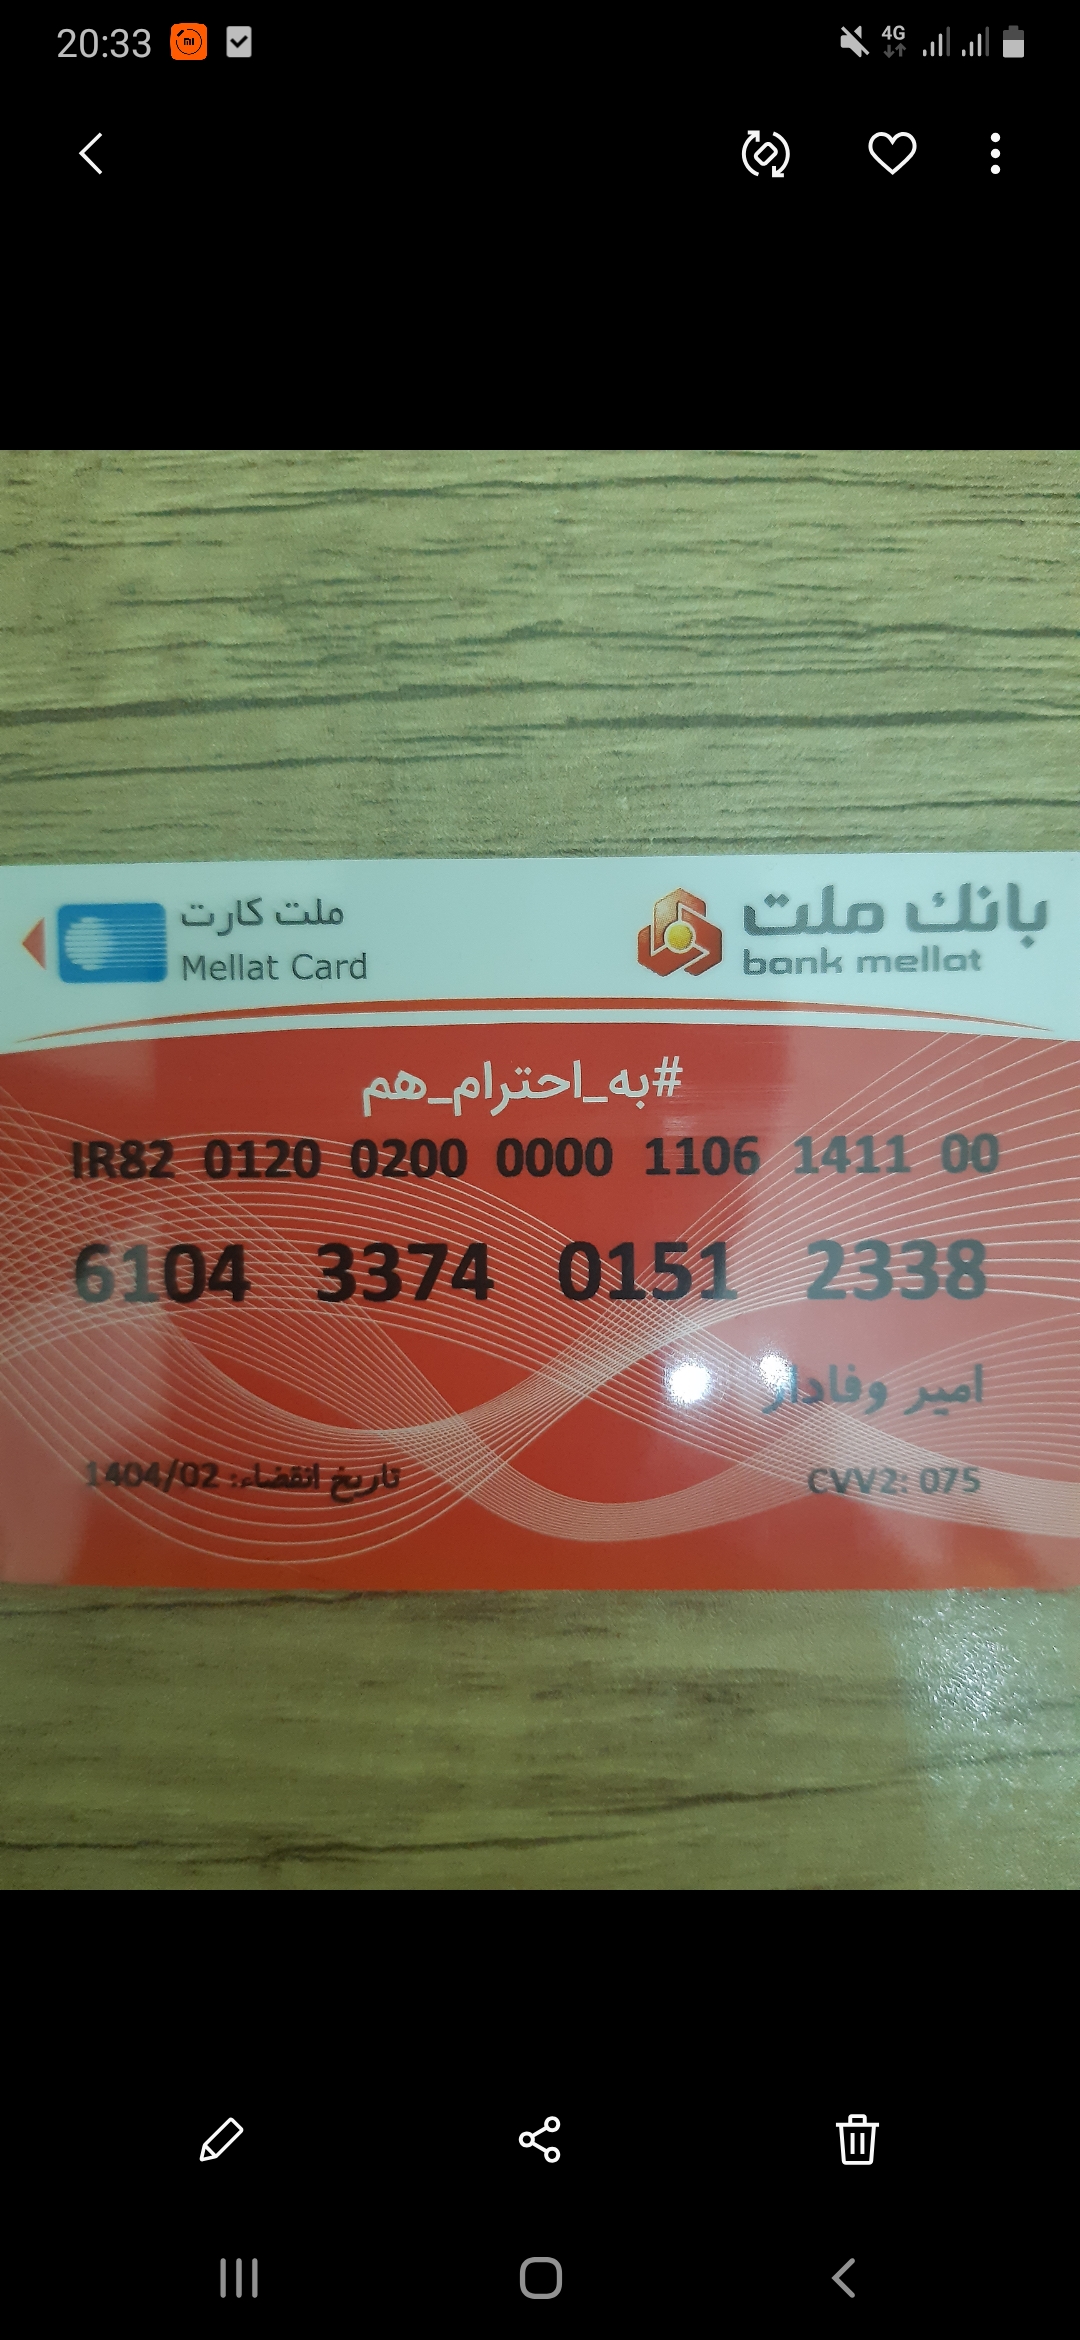 20:33
4G
ملت کارت
Mellat Card
بانك ملت
bank mellat
#به_احترام_هم
IR82 0120 0200 0000 1106 1411 00
6104 3374 0151 2338
امیر وفادار
تاریخ انقضاء: 1404/02
CVV2: 075